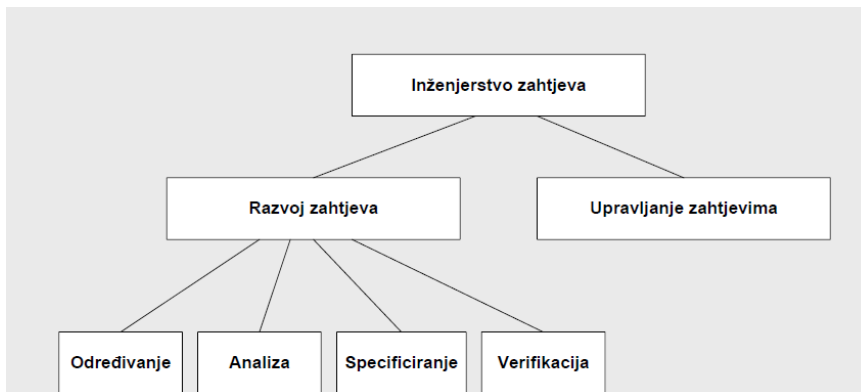 Inženjerstvo zahtjeva
Razvoj zahtjeva
Upravljanje zahtjevima
Određivanje
Analiza
Specificiranje
Verifikacija